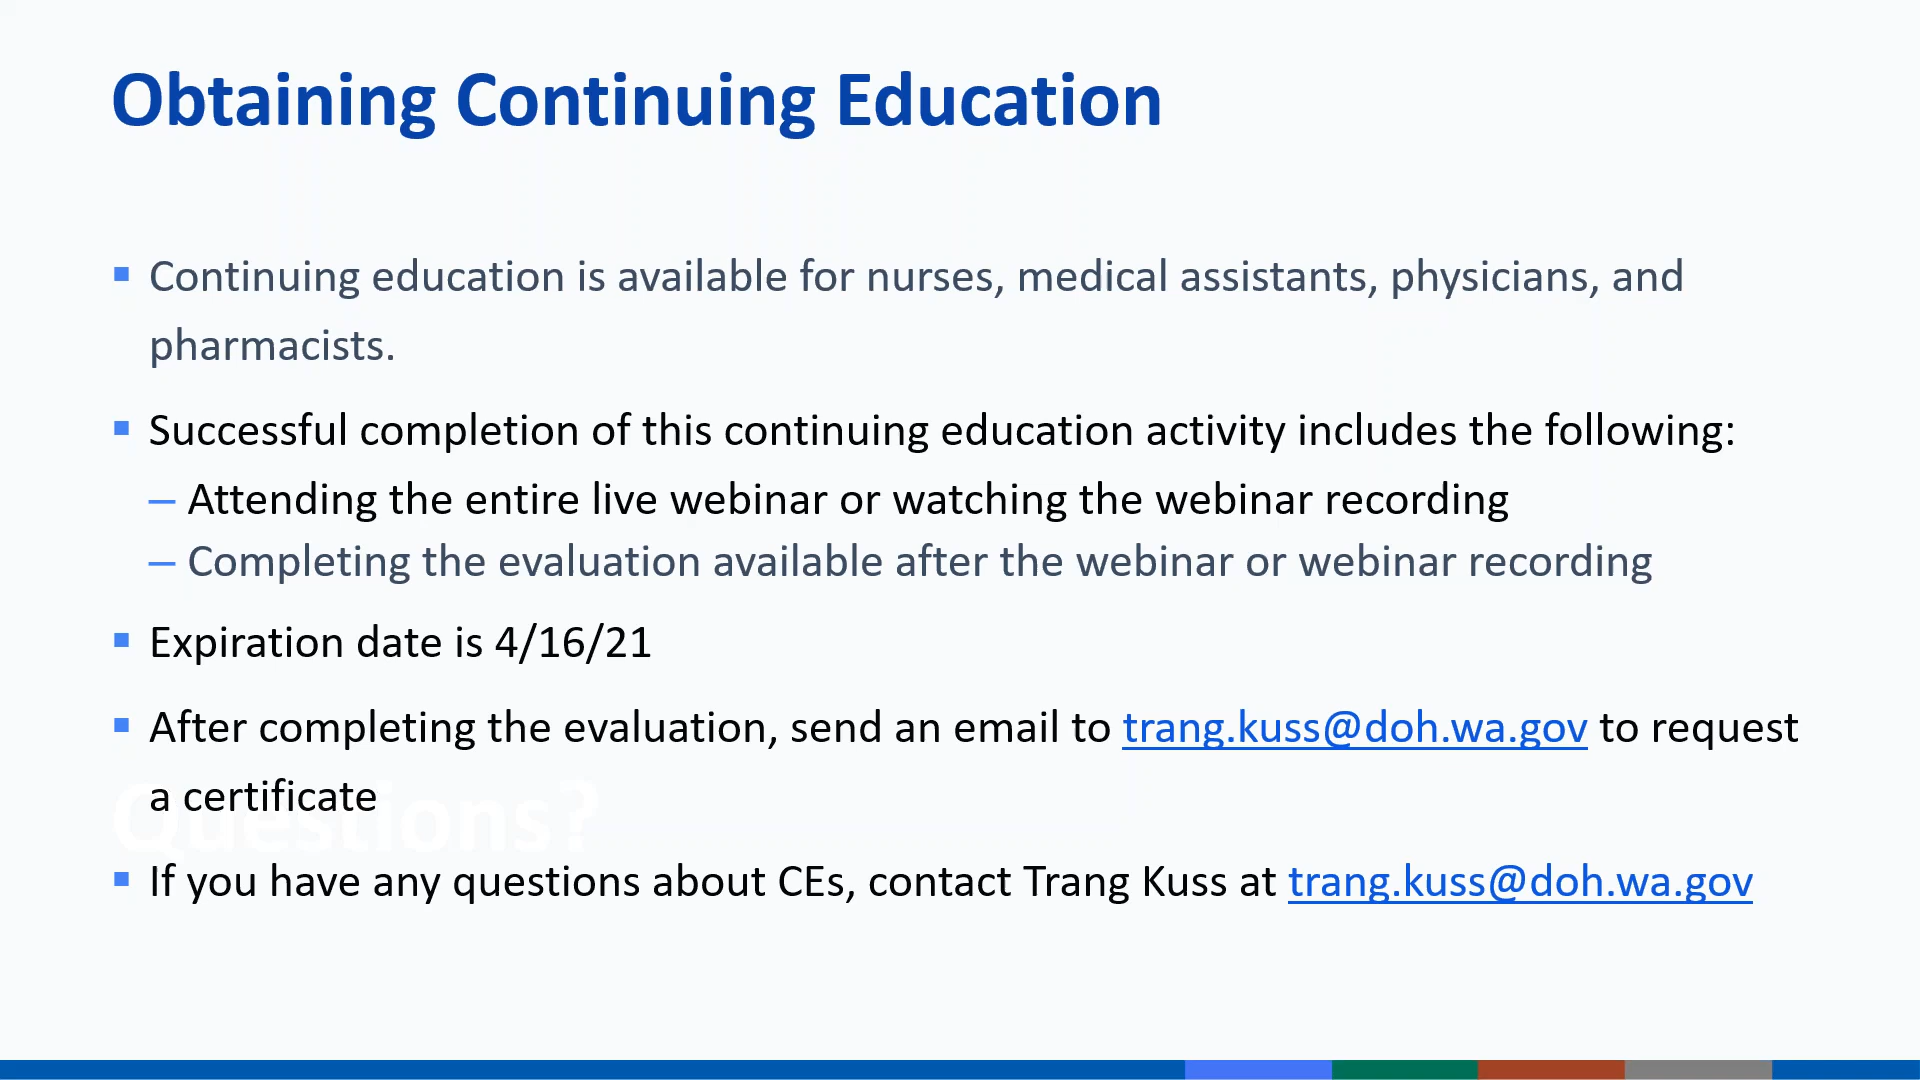 Obtaining Continuing Education
▪ Continuing education is available for nurses, medical assistants, physicians, and
pharmacists.
▪ Successful completion of this continuing education activity includes the following:
– Attending the entire live webinar or watching the webinar recording
– Completing the evaluation available after the webinar or webinar recording
▪ Expiration date is 4/16/21
▪ After completing the evaluation, send an email to trang.kuss@doh.wa.gov to request
a certificate
Questions?
▪ If you have any questions about CEs, contact Trang Kuss at trang.kuss@doh.wa.gov